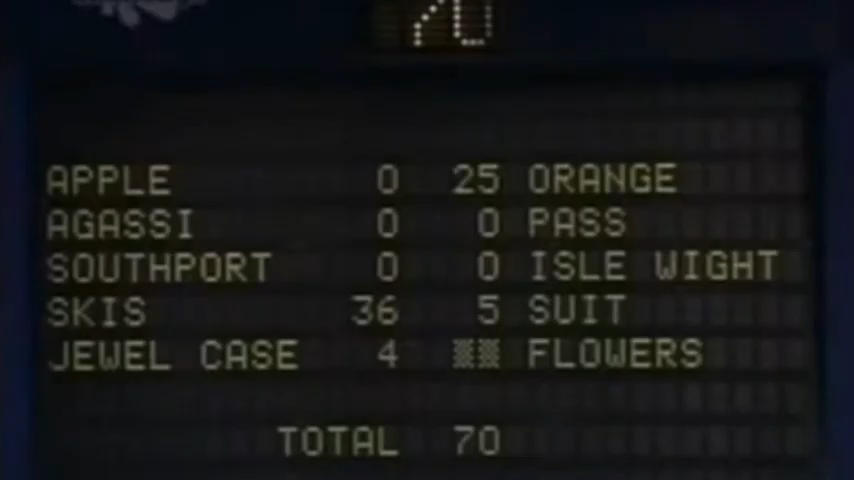 70
APPLE 0 25 ORANGE
AGASSI 0 0 PASS
SOUTHPORT 0 0 ISLE WIGHT
SKIS 36 5 SUIT
JEWEL CASE 4 ▒▒ FLOWERS
TOTAL 70